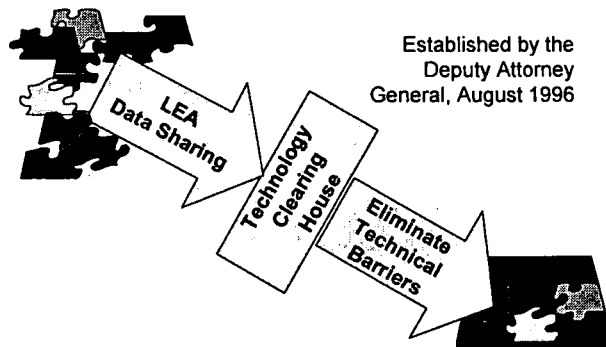 Established by the
Deputy Attorney
General, August 1996
LEA
Data Sharing
Technology
Clearing
House
Eliminate
Technical
Barriers